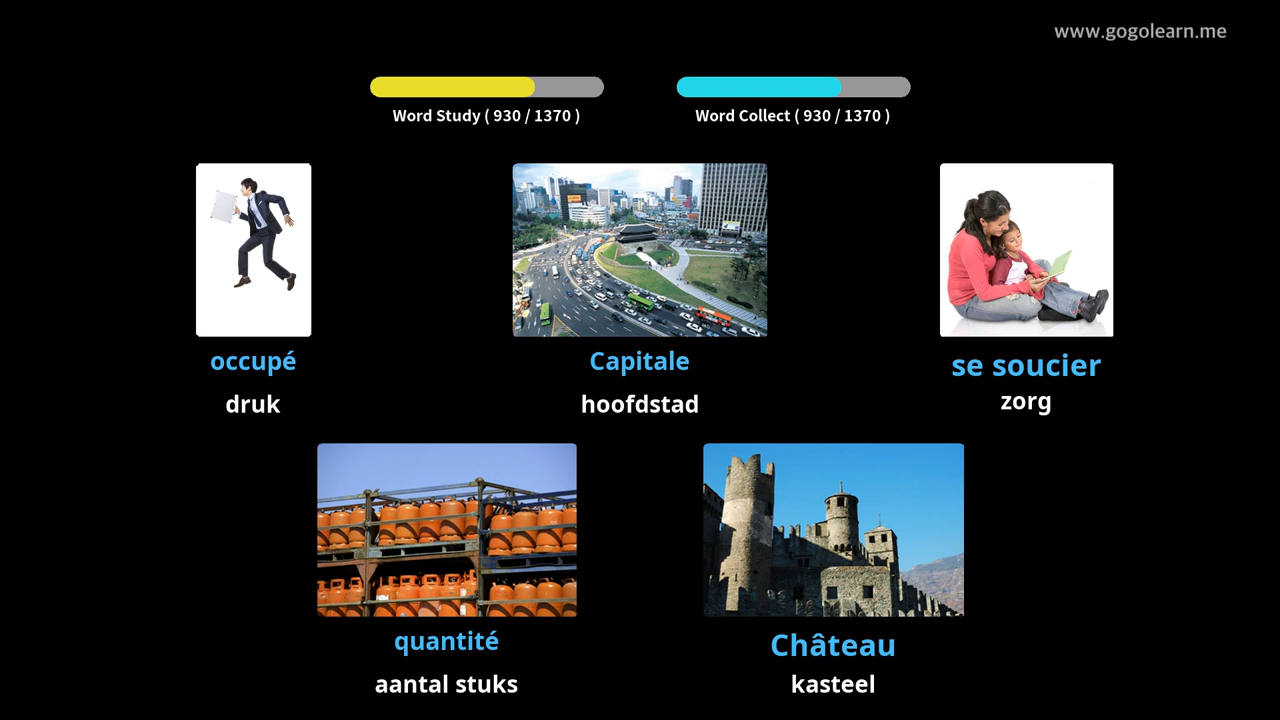 www.gogolearn.me
Word Study ( 930 / 1370 )
Word Collect ( 930 / 1370 )
occupé
druk
Capitale
hoofdstad
se soucier
zorg
quantité
aantal stuks
Château
kasteel